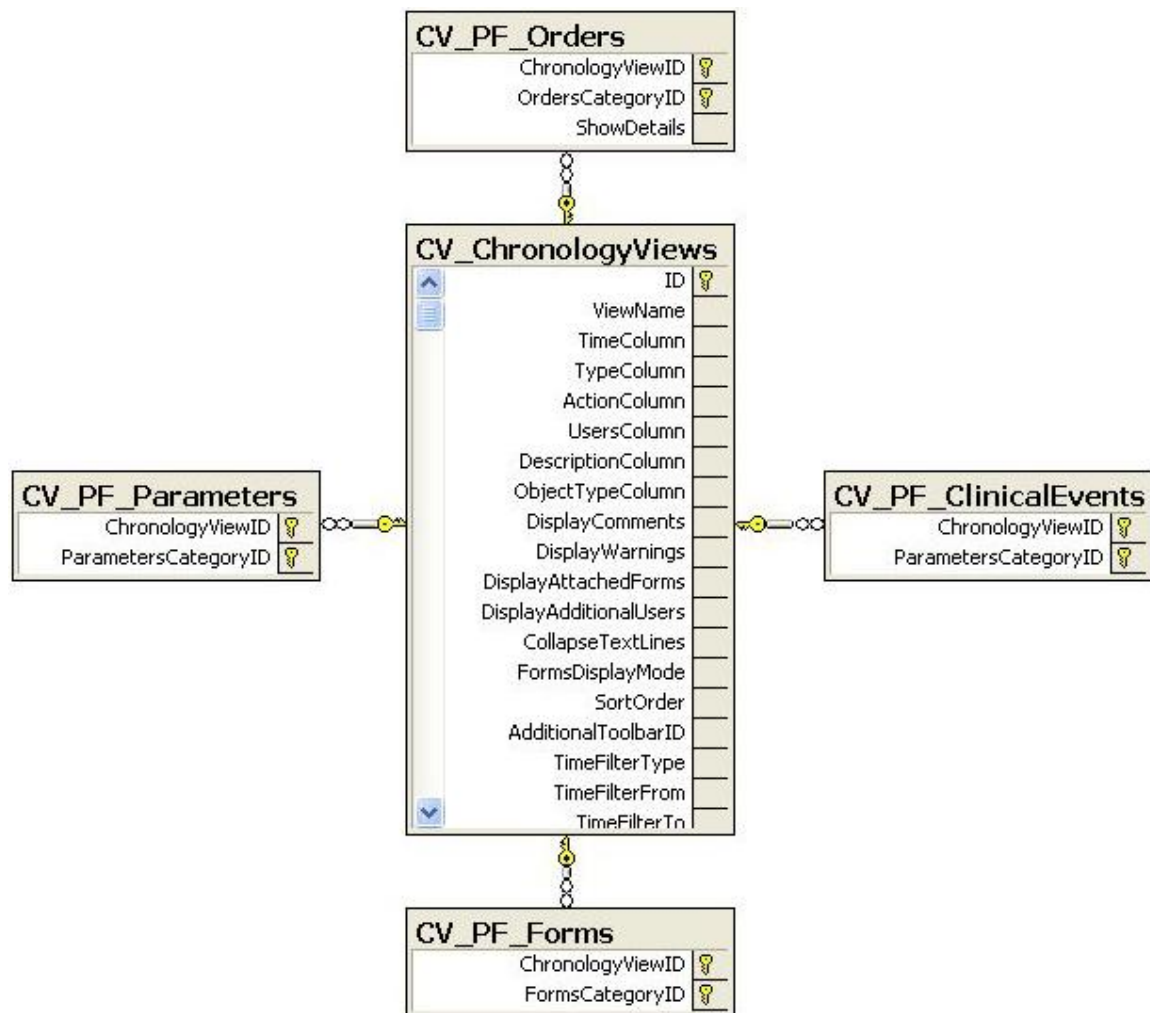 CV_PF_Orders
ChronologyViewID
OrdersCategoryID
ShowDetails
CV_ChronologyViews
ID
ViewName
TimeColumn
TypeColumn
ActionColumn
UsersColumn
DescriptionColumn
ObjectTypeColumn
DisplayComments
DisplayWarnings
DisplayAttachedForms
DisplayAdditionalUsers
CollapseTextLines
FormsDisplayMode
SortOrder
AdditionalToolbarID
TimeFilterType
TimeFilterFrom
TimeFilterTo
CV_PF_Parameters
ChronologyViewID
ParametersCategoryID
CV_PF_ClinicalEvents
ChronologyViewID
ParametersCategoryID
CV_PF_Forms
ChronologyViewID
FormsCategoryID